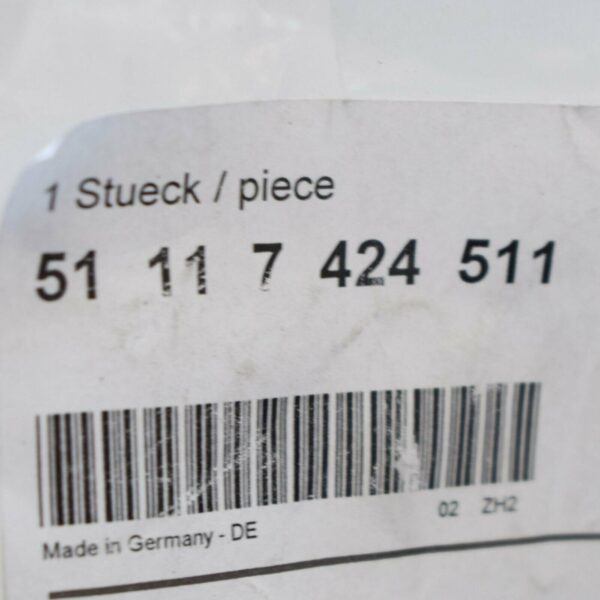 1 Stueck / piece
51 11 7 424 511
02 ZH2
Made in Germany - DE